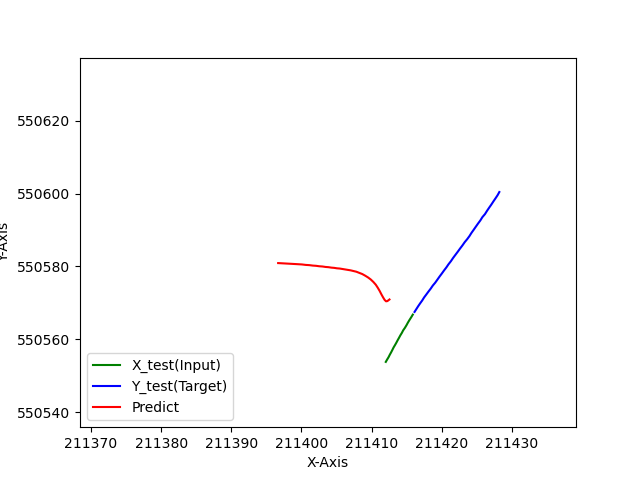 550620
550600
550580
550560
550540
Y-Axis
X_test(Input)
Y_test(Target)
Predict
211370 211380 211390 211400 211410 211420 211430
X-Axis